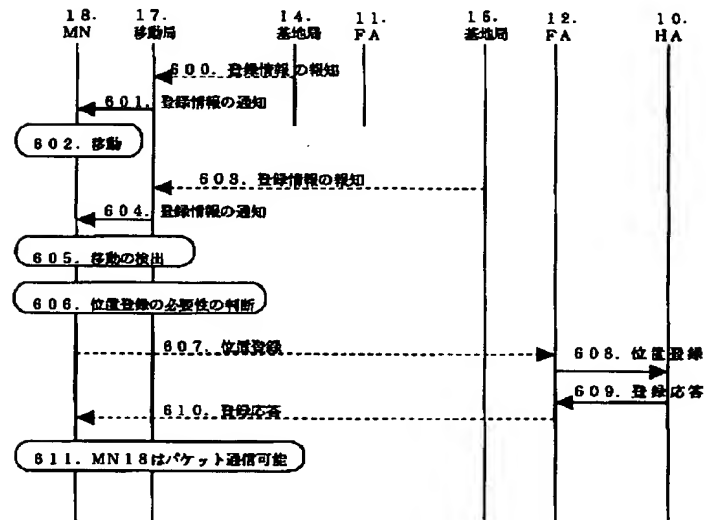 18.
MN
17.
移動局
14.
基地局
11.
FA
15.
基地局
12.
FA
10.
HA
600. 登録情報の報知
601. 登録情報の通知
602. 移動
603. 登録情報の報知
604. 登録情報の通知
605. 移動の検出
606. 位置登録の必要性の判断
607. 位置登録
608. 位置登録
609. 登録応答
610. 登録応答
611. MN18はパケット通信可能